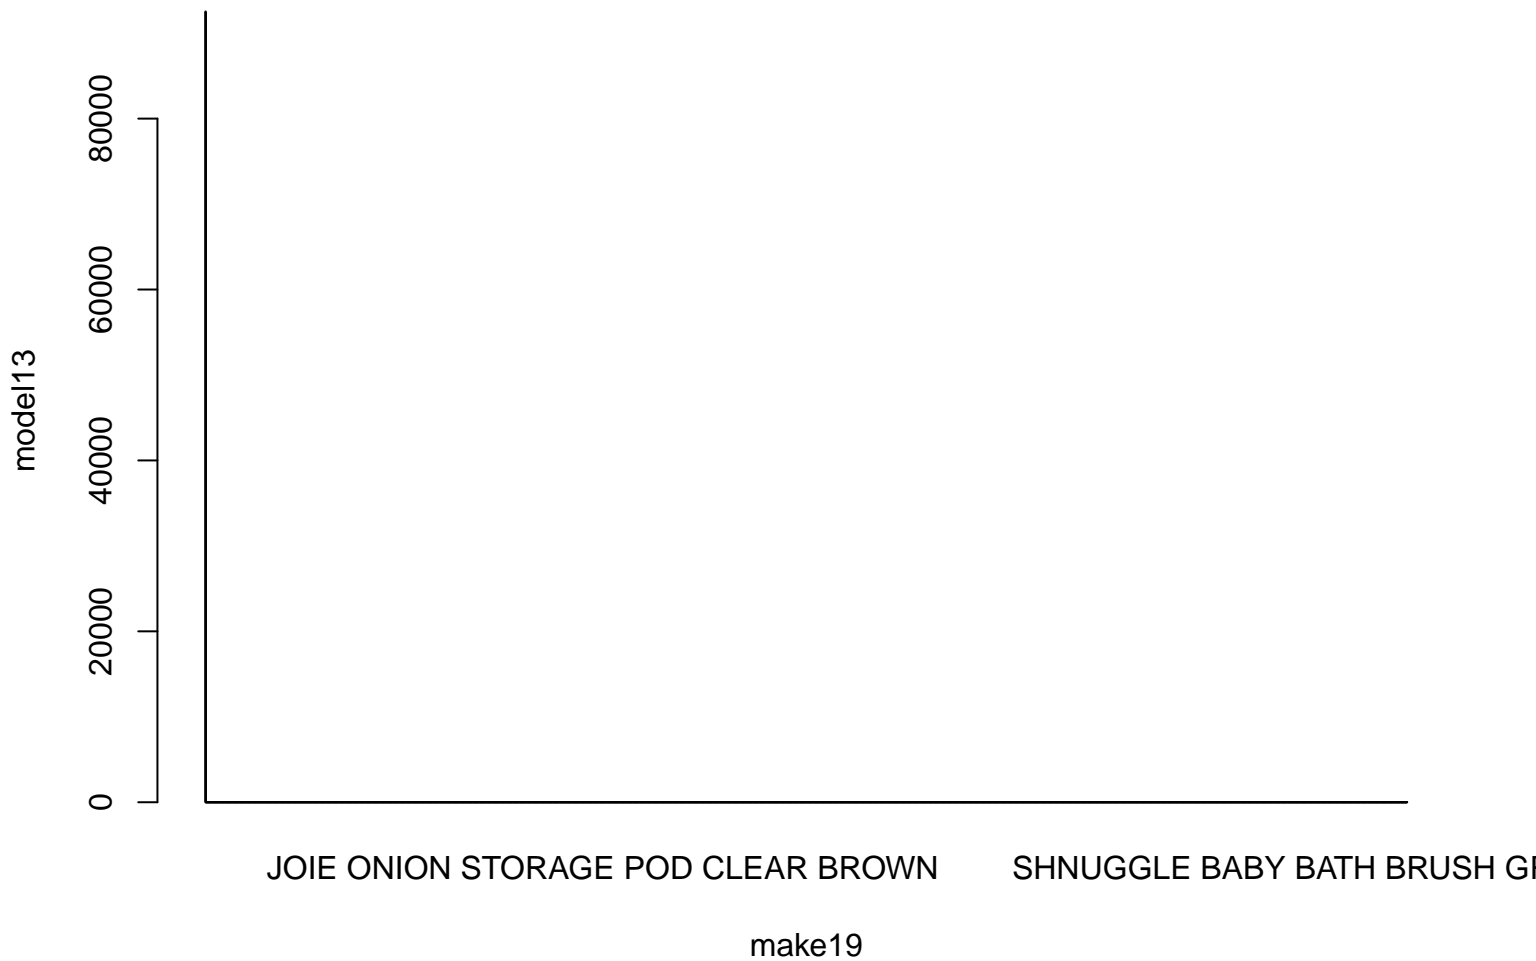 model13
80000
60000
40000
20000
0
JOIE ONION STORAGE POD CLEAR BROWN
SHNUGGLE BABY BATH BRUSH
make19